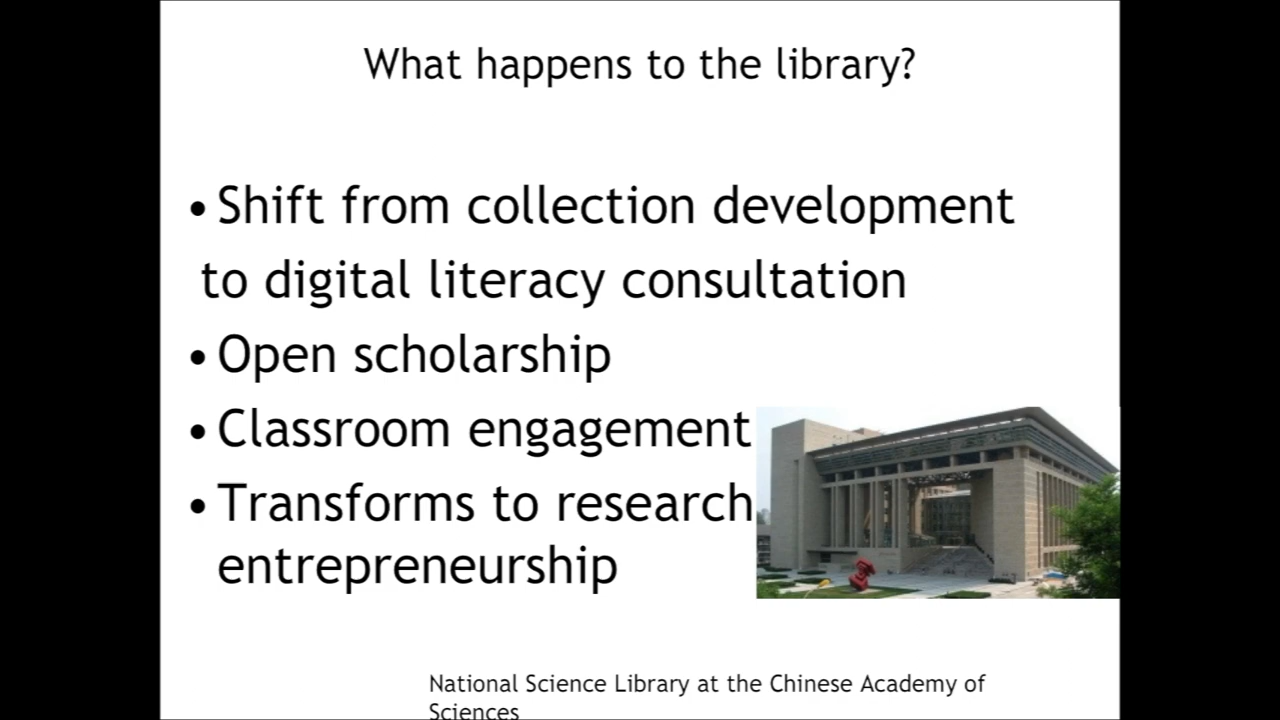 What happens to the library?
• Shift from collection development
to digital literacy consultation
• Open scholarship
• Classroom engagement
• Transforms to research
entrepreneurship
National Science Library at the Chinese Academy of
Sciences